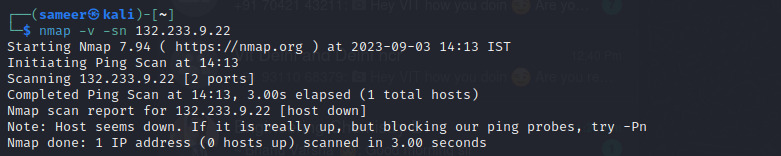 ┌──(sameer㉿kali)-[~]
└─$ nmap -v -sn 132.233.9.22
Starting Nmap 7.94 ( https://nmap.org ) at 2023-09-03 14:13 IST
Initiating Ping Scan at 14:13
Scanning 132.233.9.22 [2 ports]
Completed Ping Scan at 14:13, 3.00s elapsed (1 total hosts)
Nmap scan report for 132.233.9.22 [host down]
Note: Host seems down. If it is really up, but blocking our ping probes, try -Pn
Nmap done: 1 IP address (0 hosts up) scanned in 3.00 seconds